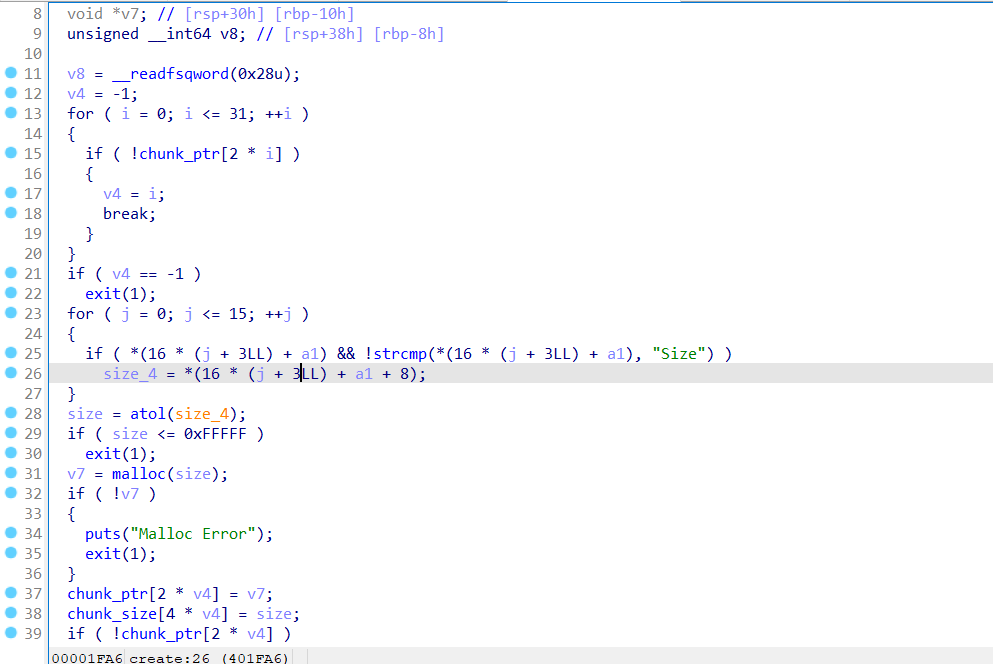 8 void *v7; // [rsp+30h] [rbp-10h]
9 unsigned __int64 v8; // [rsp+38h] [rbp-8h]
10
11 v8 = __readfsqword(0x28u);
12 v4 = -1;
13 for ( i = 0; i <= 31; ++i )
14 {
15   if ( !chunk_ptr[2 * i] )
16   {
17     v4 = i;
18     break;
19   }
20 }
21 if ( v4 == -1 )
22   exit(1);
23 for ( j = 0; j <= 15; ++j )
24 {
25   if ( *(16 * (j + 3LL) + a1) && !strcmp(*(16 * (j + 3LL) + a1), "Size") )
26     size_4 = *(16 * (j + 3LL) + a1 + 8);
27 }
28 size = atol(size_4);
29 if ( size <= 0xFFFFF )
30   exit(1);
31 v7 = malloc(size);
32 if ( !v7 )
33 {
34   puts("Malloc Error");
35   exit(1);
36 }
37 chunk_ptr[2 * v4] = v7;
38 chunk_size[4 * v4] = size;
39 if ( !chunk_ptr[2 * v4] )
00001FA6 create:26 (401FA6)